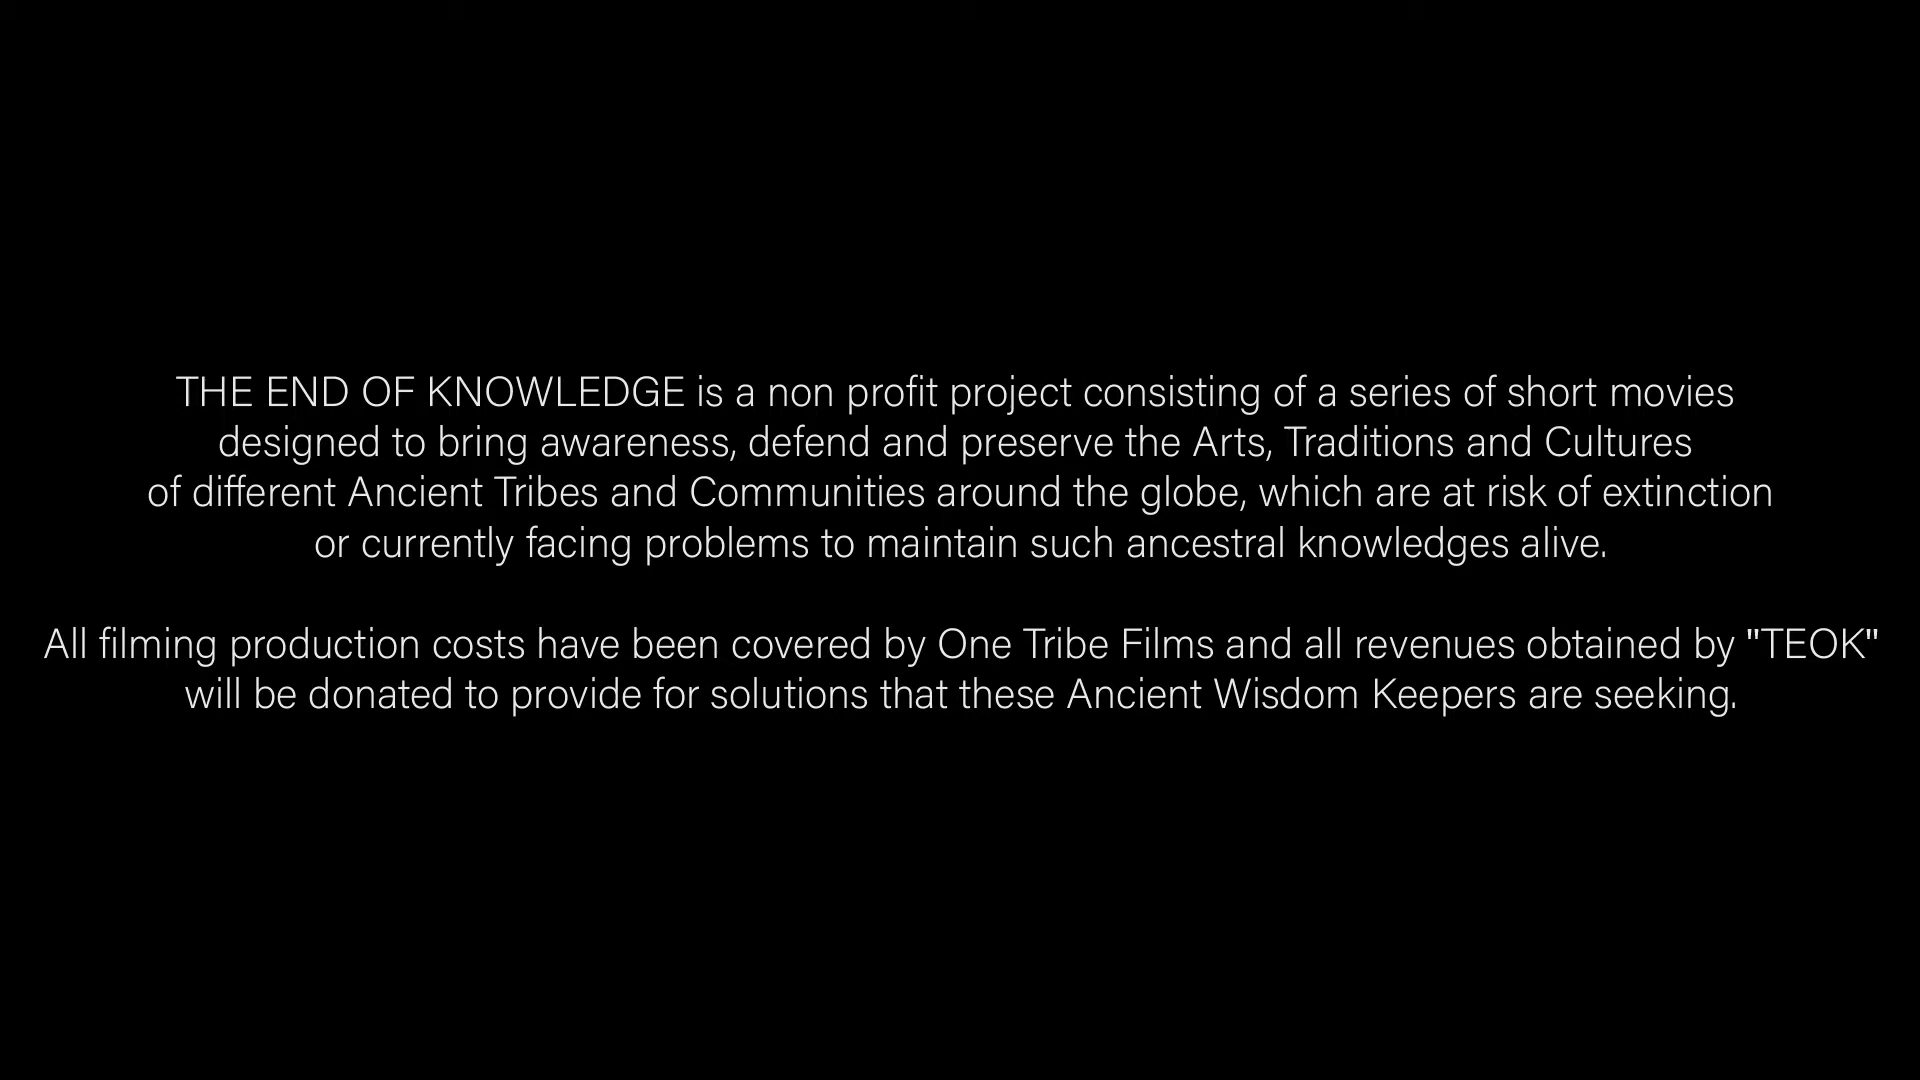 THE END OF KNOWLEDGE is a non profit project consisting of a series of short movies
designed to bring awareness, defend and preserve the Arts, Traditions and Cultures
of different Ancient Tribes and Communities around the globe, which are at risk of extinction
or currently facing problems to maintain such ancestral knowledges alive.
All filming production costs have been covered by One Tribe Films and all revenues obtained by "TEOK"
will be donated to provide for solutions that these Ancient Wisdom Keepers are seeking.